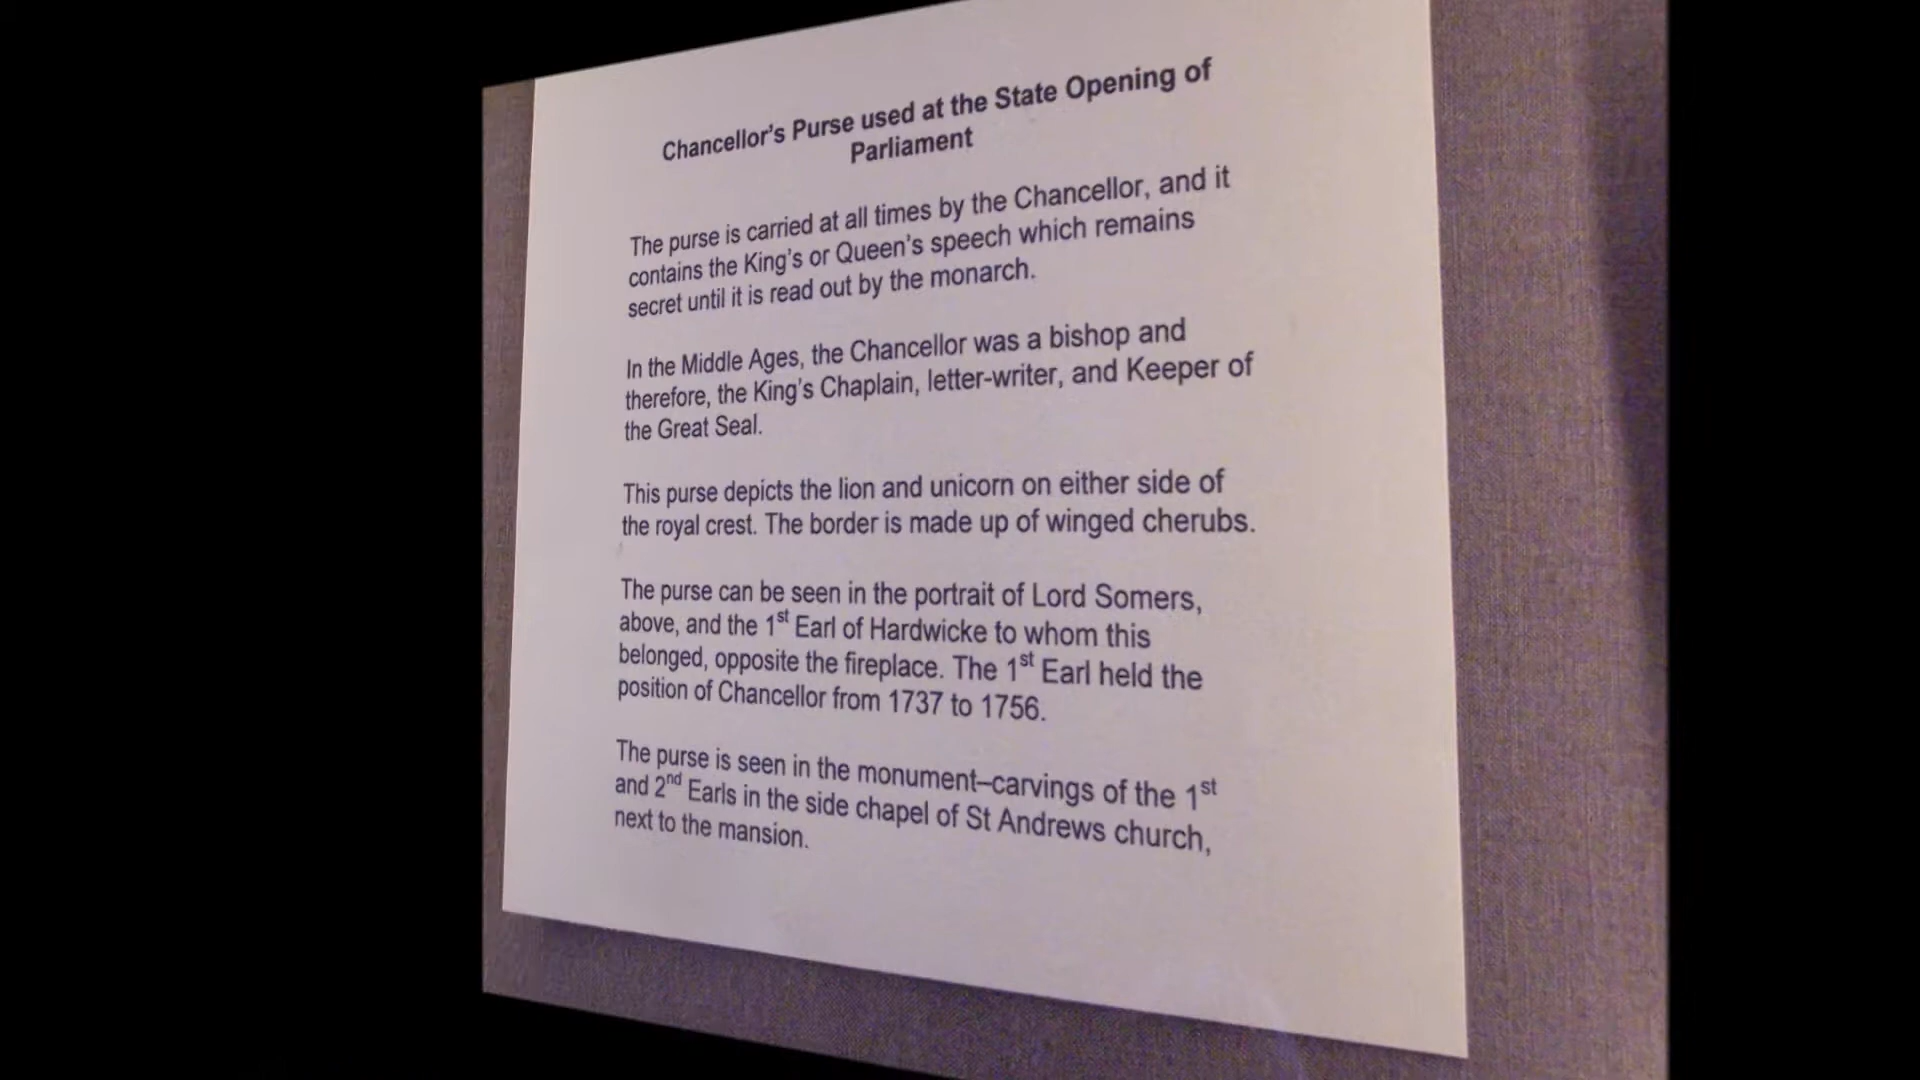 Chancellor's Purse used at the State Opening of
Parliament
The purse is carried at all times by the Chancellor, and it
contains the King's or Queen's speech which remains
secret until it is read out by the monarch.
In the Middle Ages, the Chancellor was a bishop and
therefore, the King's Chaplain, letter-writer, and Keeper of
the Great Seal.
This purse depicts the lion and unicorn on either side of
the royal crest. The border is made up of winged cherubs.
The purse can be seen in the portrait of Lord Somers,
above, and the 1st Earl of Hardwicke to whom this
belonged, opposite the fireplace. The 1st Earl held the
position of Chancellor from 1737 to 1756.
The purse is seen in the monument–carvings of the 1st
and 2nd Earls in the side chapel of St Andrews church,
next to the mansion.